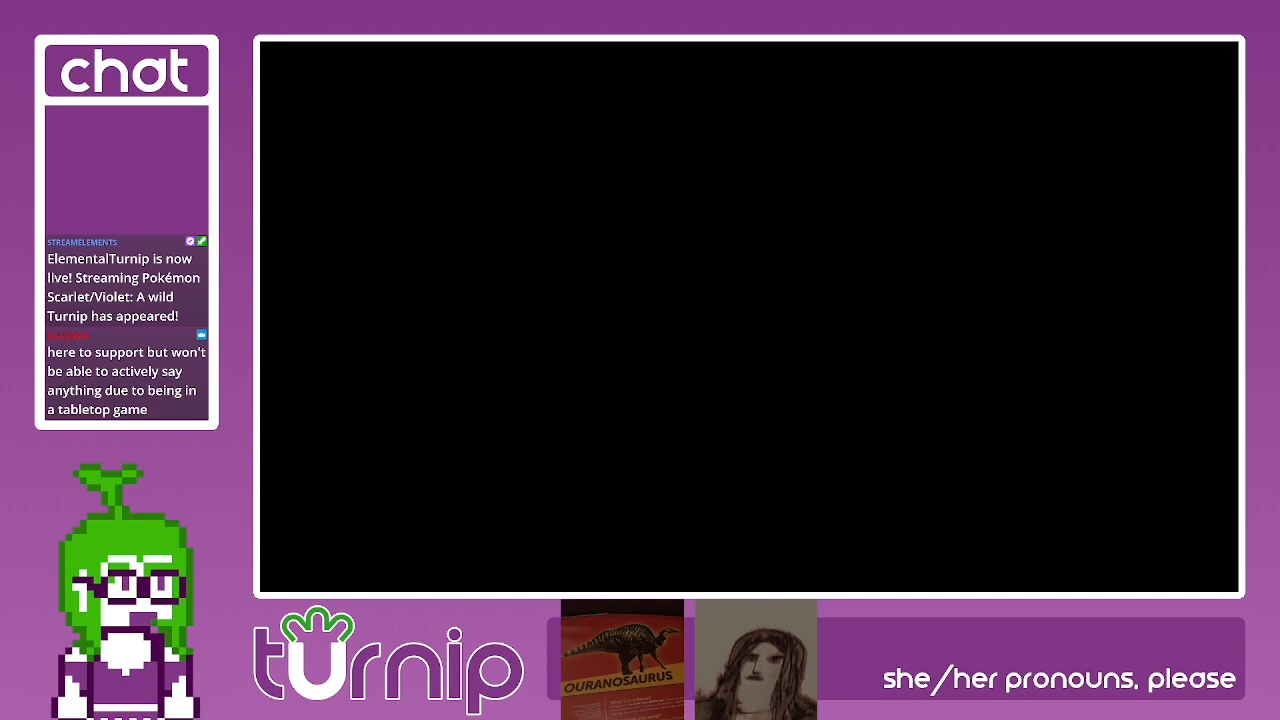 chat
STREAMELEMENTS
ElementalTurnip is now
live! Streaming Pokémon
Scarlet/Violet: A wild
Turnip has appeared!
here to support but won't
be able to actively say
anything due to being in
a tabletop game
turnip
OURANOSAURUS
she/her pronouns, please